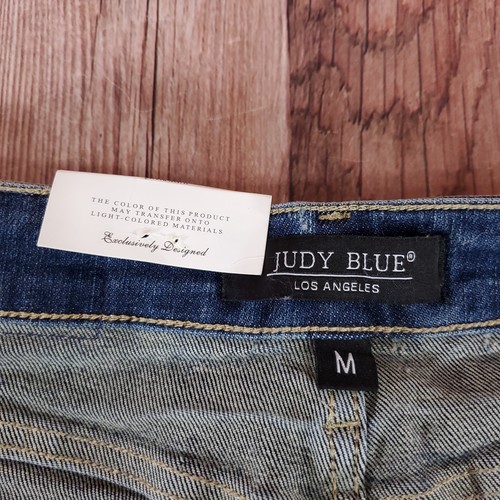 THE COLOR OF THIS PRODUCT
MAY TRANSFER ONTO
LIGHT-COLORED MATERIALS
Exclusively Designed
JUDY BLUE®
LOS ANGELES
M